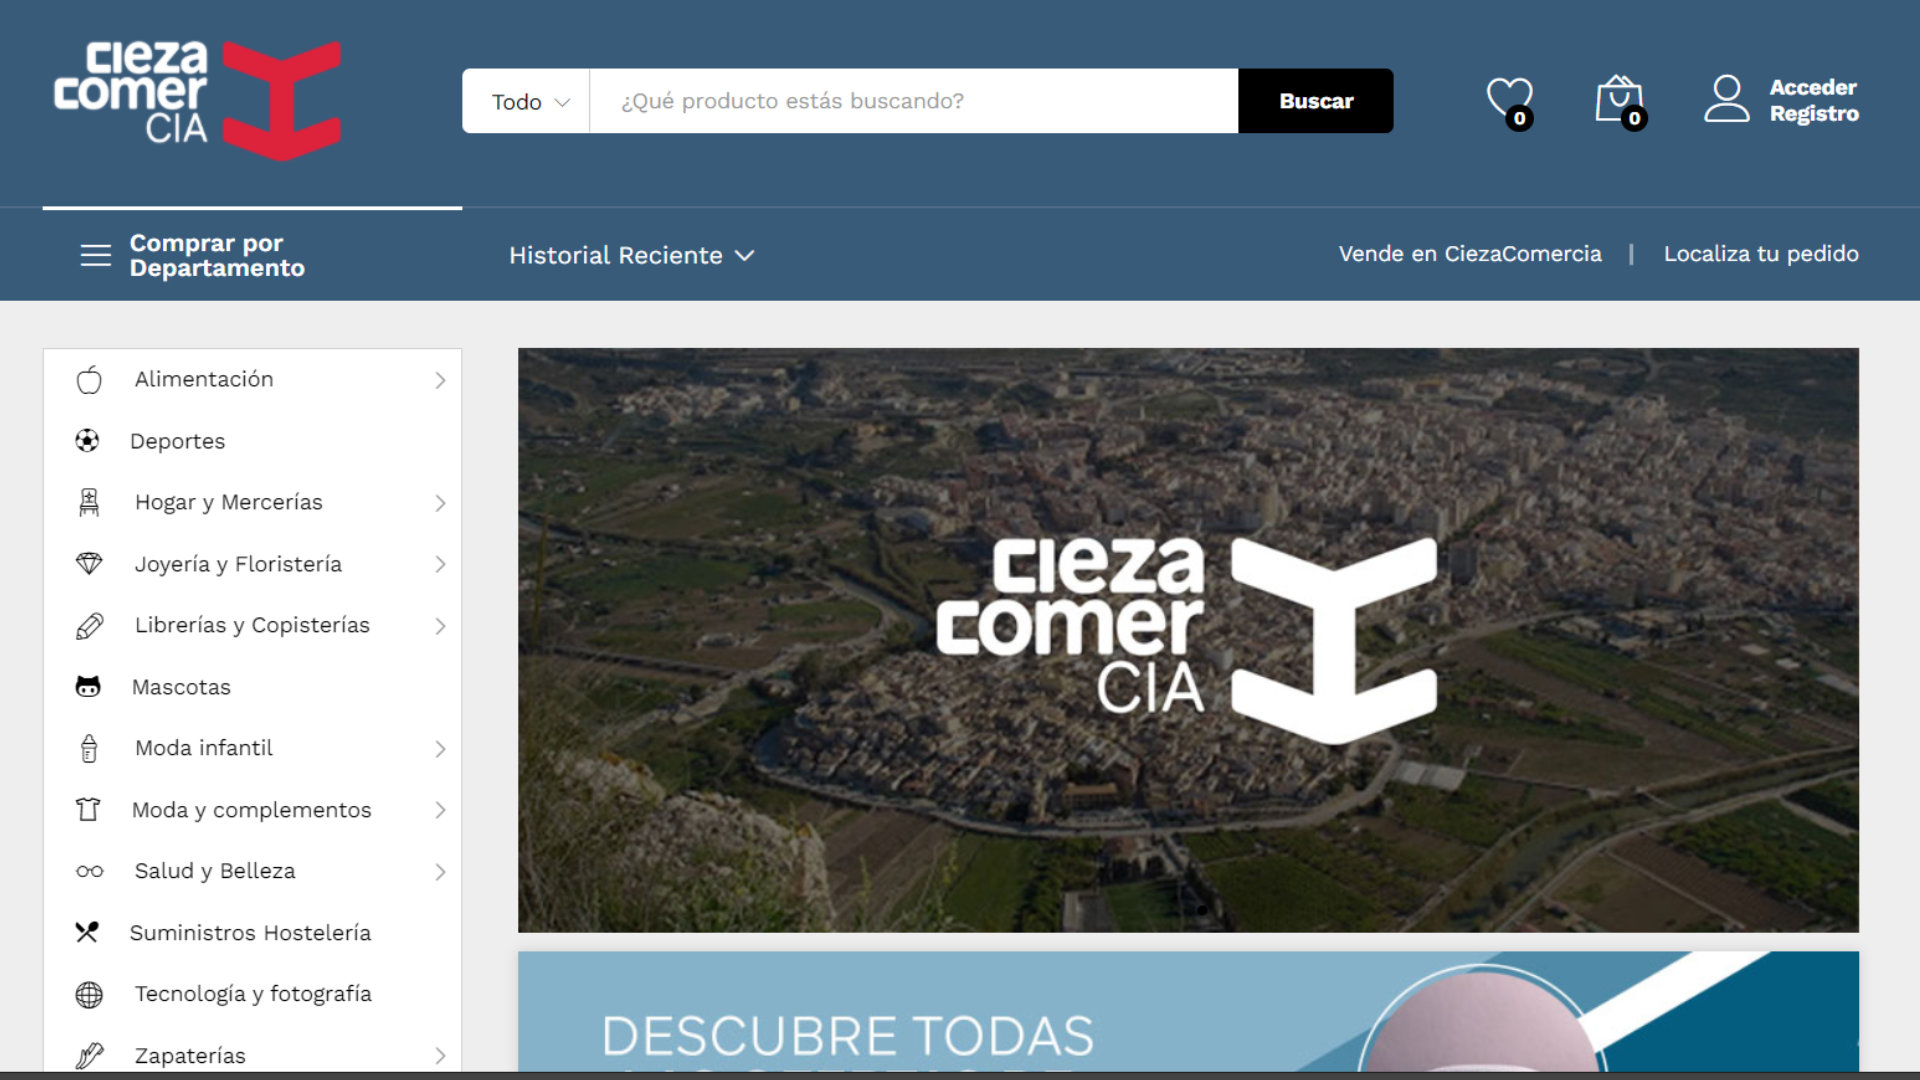 cieza
comer
CIA
Todo
¿Qué producto estás buscando?
Buscar
0
0
Acceder
Registro
Comprar por
Departamento
Historial Reciente
Vende en CiezaComercia | Localiza tu pedido
Alimentación
Deportes
Hogar y Mercerías
Joyería y Floristería
Librerías y Copisterías
Mascotas
Moda infantil
Moda y complementos
Salud y Belleza
Suministros Hostelería
Tecnología y fotografía
Zapaterías
cieza
comer
CIA
DESCUBRE TODAS